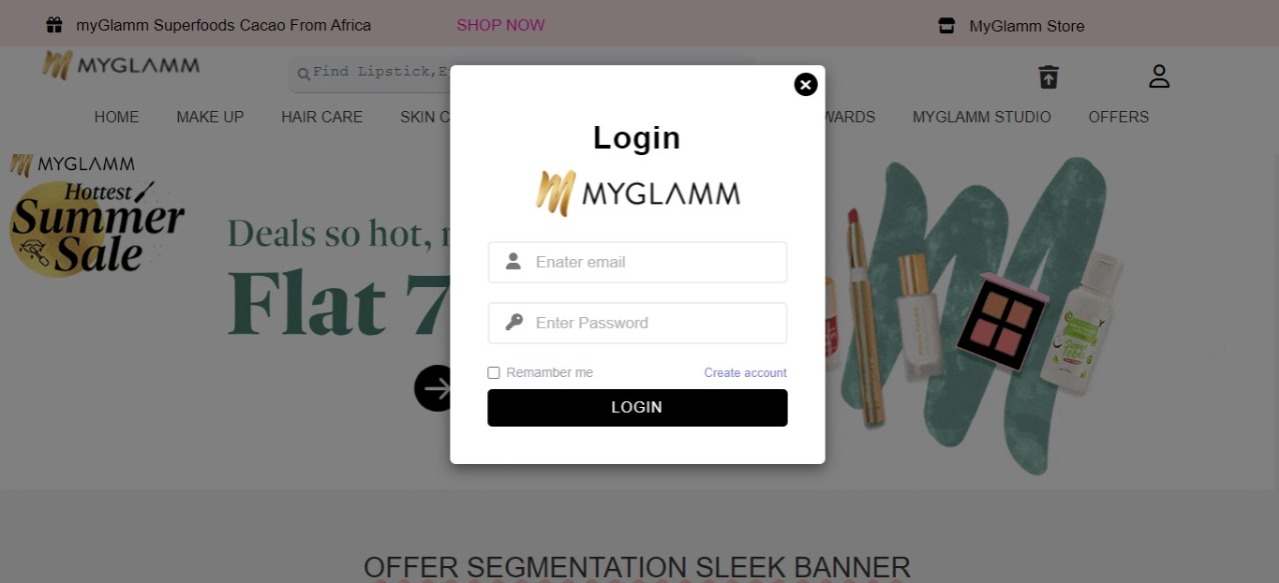 myGlamm Superfoods Cacao From Africa SHOP NOW MyGlamm Store
MYGLAMM
Find Lipstick,
HOME MAKE UP HAIR CARE SKIN MYGLAMM STUDIO OFFERS
MYGLAMM
Hottest
Summer
Sale
Deals so hot,
Flat 7
Login
MYGLAMM
Enater email
Enter Password
Remamber me Create account
LOGIN
OFFER SEGMENTATION SLEEK BANNER